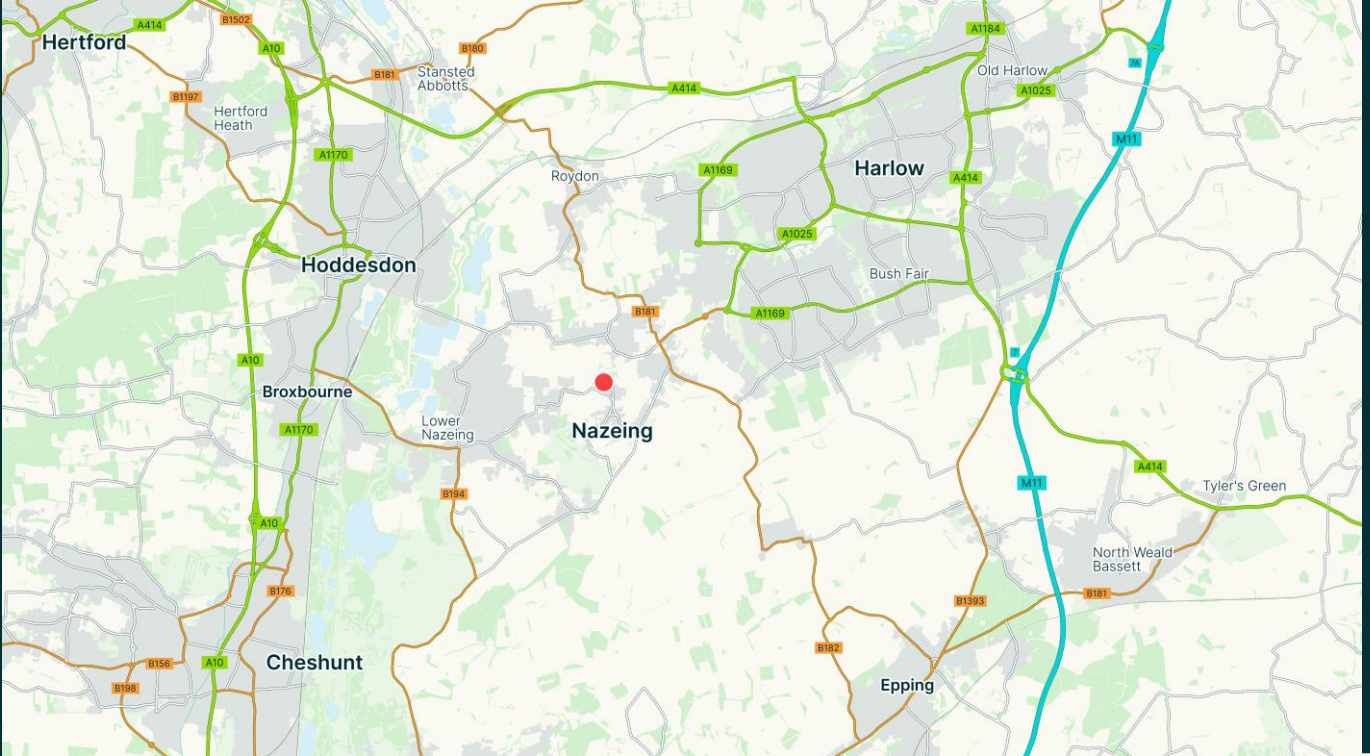 A414
B1502
Hertford
A10
B180
A1184
B181
Stansted
Abbotts
Old Harlow
7A
A414
A1025
B1197
Hertford
Heath
M11
A1170
Harlow
A1169
Roydon
A414
A1025
Hoddesdon
Bush Fair
B181
A1169
7
A10
Broxbourne
Lower
Nazeing
Nazeing
A1170
A414
M11
Tyler's Green
B194
A10
North Weald
Bassett
B176
B181
B1393
B182
B156
A10
Cheshunt
B198
Epping